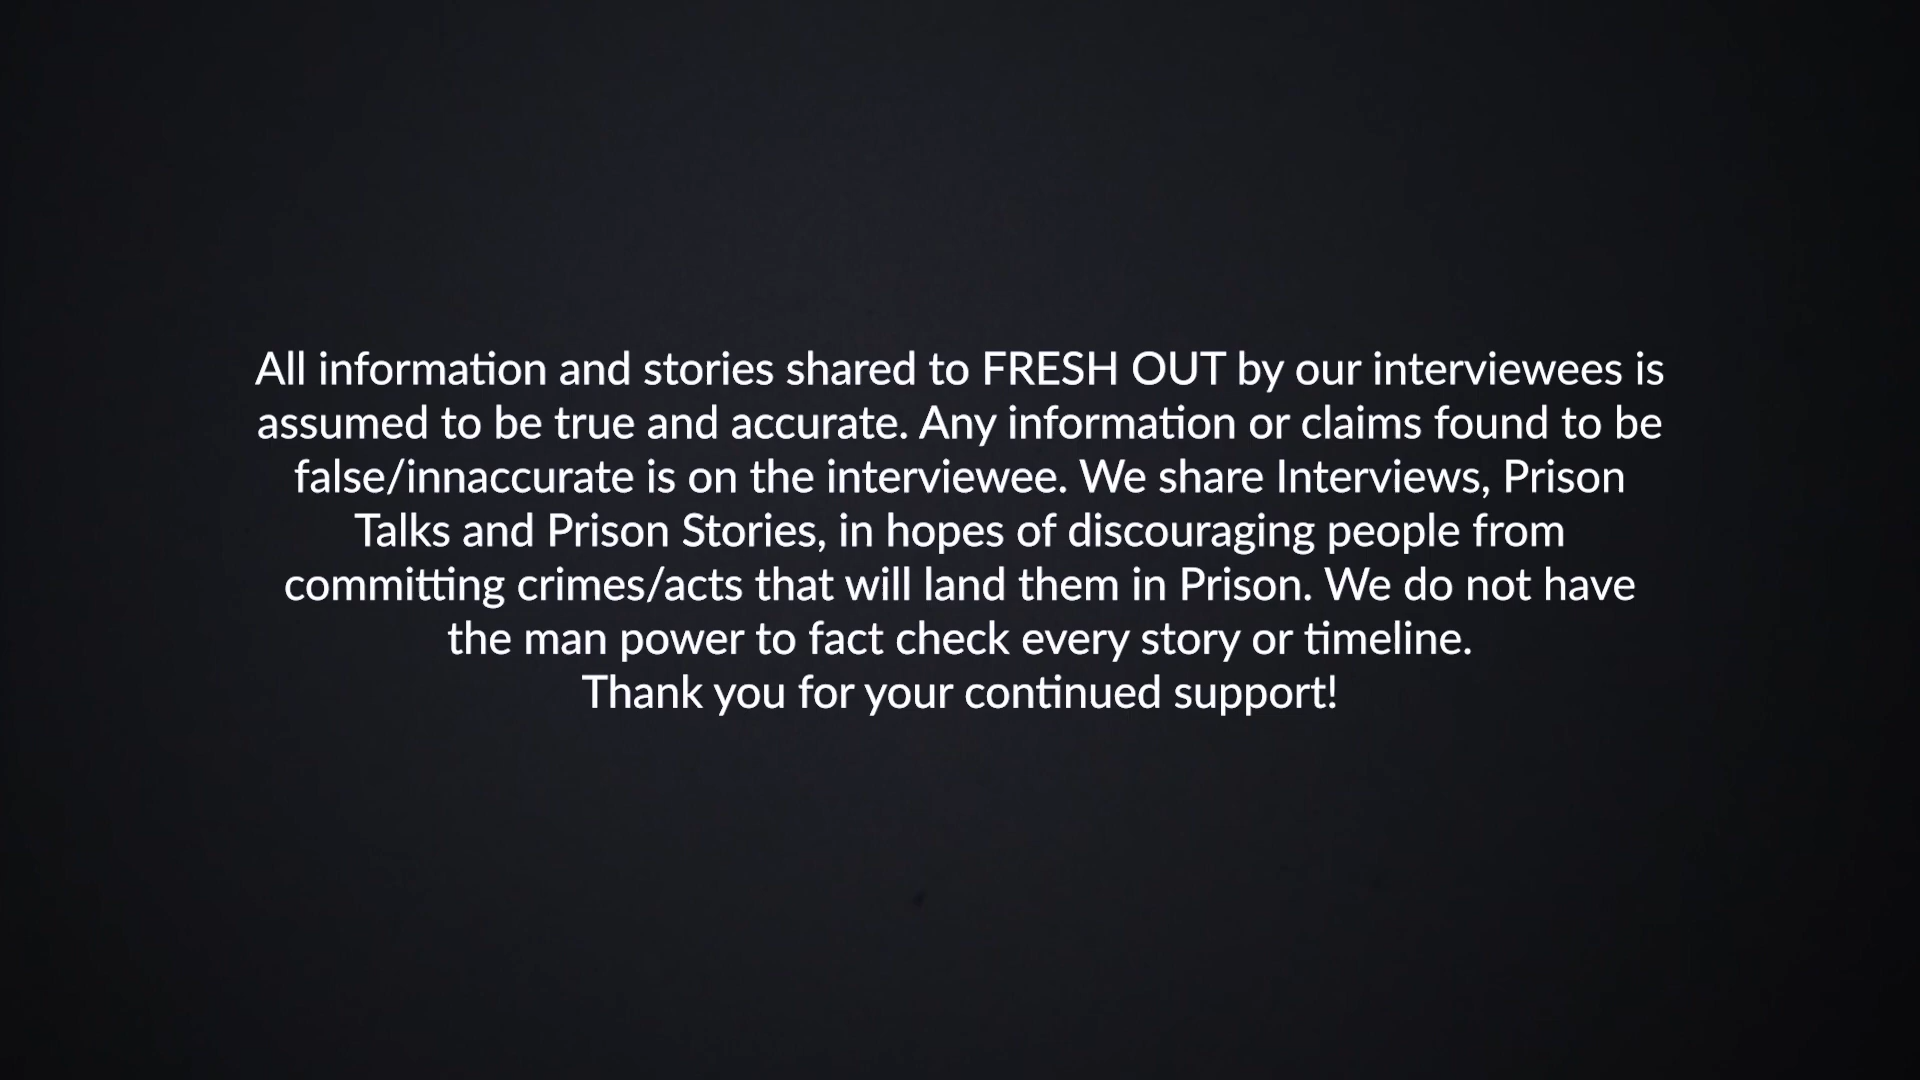 All information and stories shared to FRESH OUT by our interviewees is
assumed to be true and accurate. Any information or claims found to be
false/innaccurate is on the interviewee. We share Interviews, Prison
Talks and Prison Stories, in hopes of discouraging people from
committing crimes/acts that will land them in Prison. We do not have
the man power to fact check every story or timeline.
Thank you for your continued support!